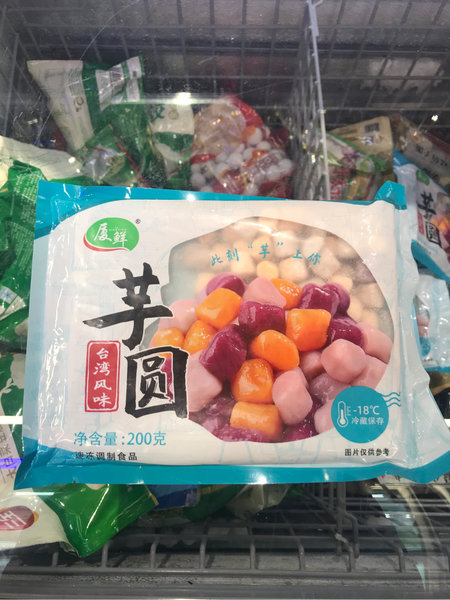 厦鲜®
此刻“芋”上你
芋圆
台湾风味
-18℃
冷藏保存
净含量:200克
速冻调制食品
图片仅供参考